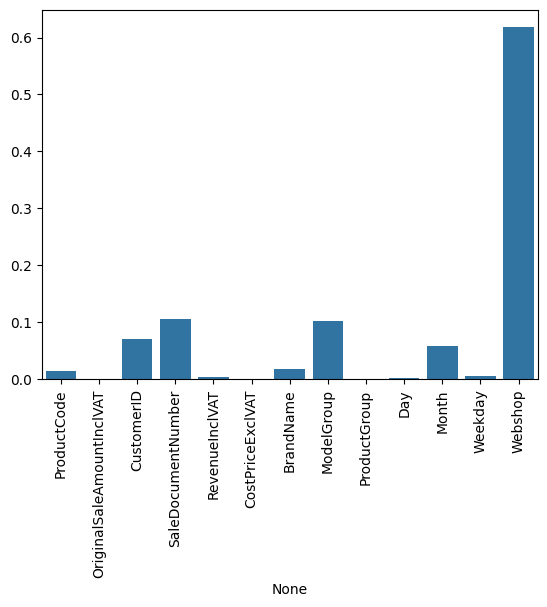 0.6
0.5
0.4
0.3
0.2
0.1
0.0
ProductCode
OriginalSaleAmountInclVAT
CustomerID
SaleDocumentNumber
RevenueInclVAT
CostPriceExclVAT
BrandName
ModelGroup
ProductGroup
Day
Month
Weekday
Webshop
None